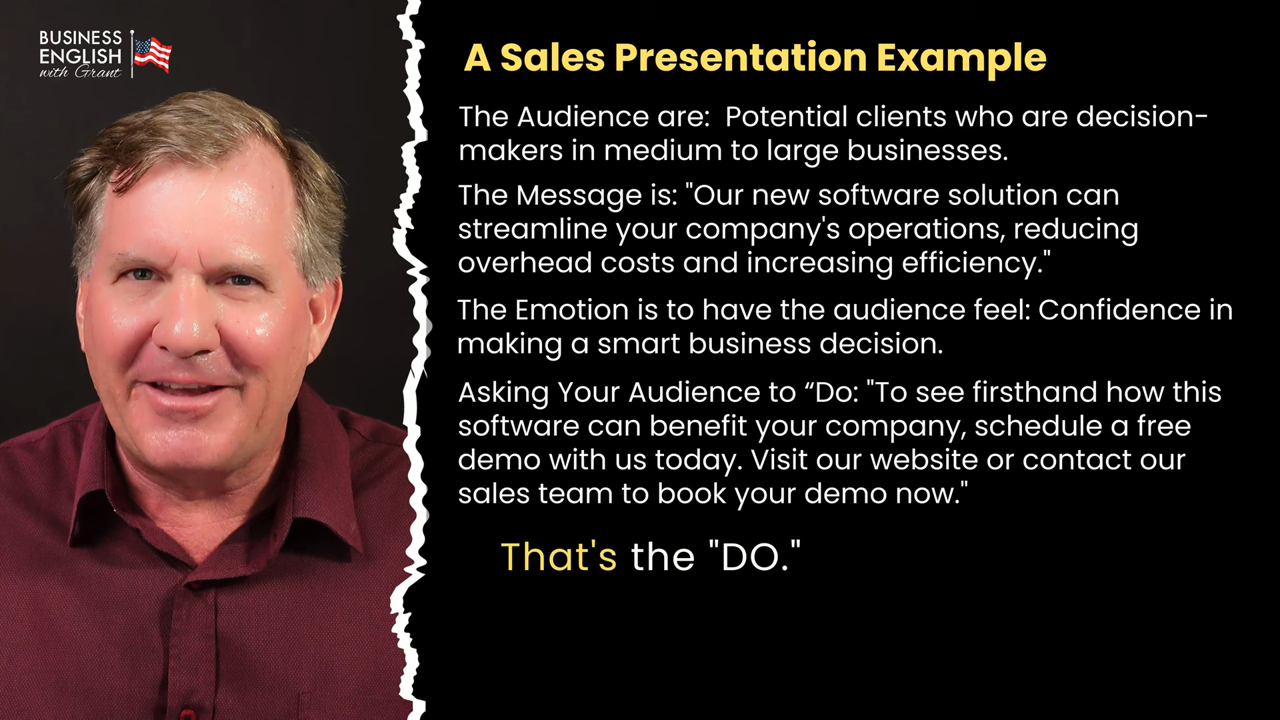 BUSINESS
ENGLISH
with Grant
A Sales Presentation Example
The Audience are:  Potential clients who are decision-
makers in medium to large businesses.
The Message is: "Our new software solution can
streamline your company's operations, reducing
overhead costs and increasing efficiency."
The Emotion is to have the audience feel: Confidence in
making a smart business decision.
Asking Your Audience to “Do: "To see firsthand how this
software can benefit your company, schedule a free
demo with us today. Visit our website or contact our
sales team to book your demo now."
That's the "DO."